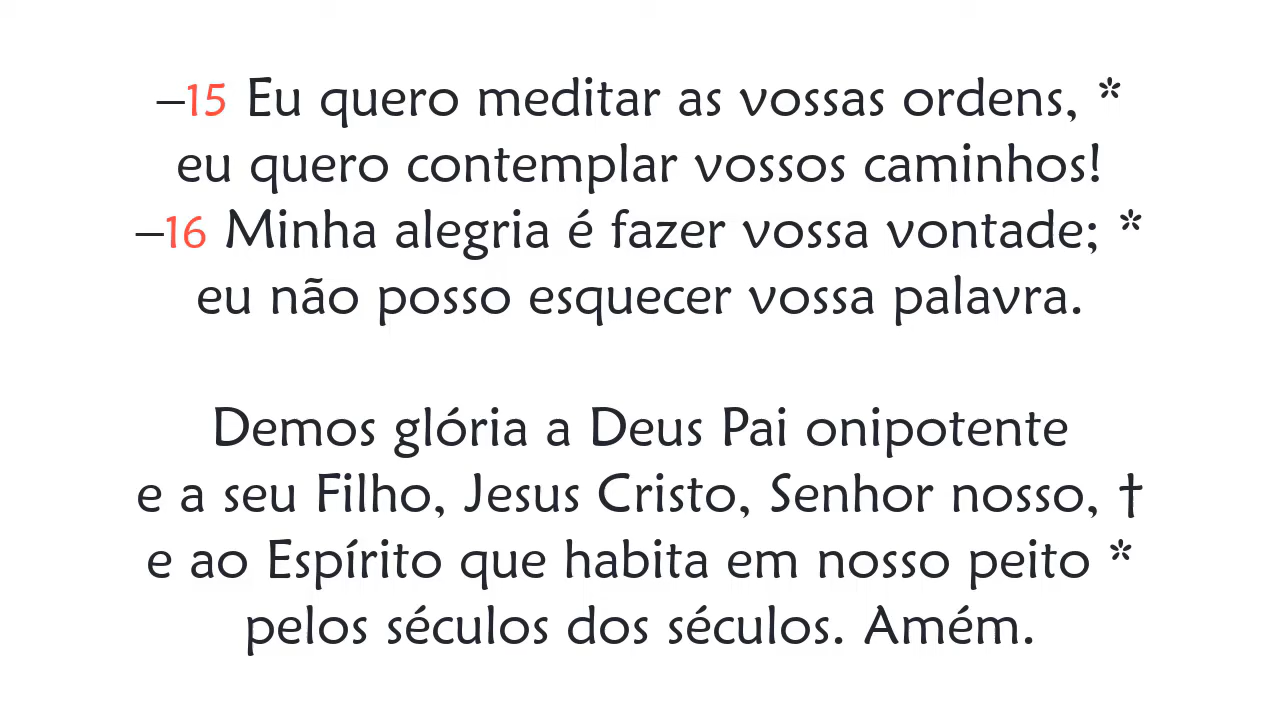 –15 Eu quero meditar as vossas ordens, *
eu quero contemplar vossos caminhos!
–16 Minha alegria é fazer vossa vontade; *
eu não posso esquecer vossa palavra.
Demos glória a Deus Pai onipotente
e a seu Filho, Jesus Cristo, Senhor nosso, †
e ao Espírito que habita em nosso peito *
pelos séculos dos séculos. Amém.